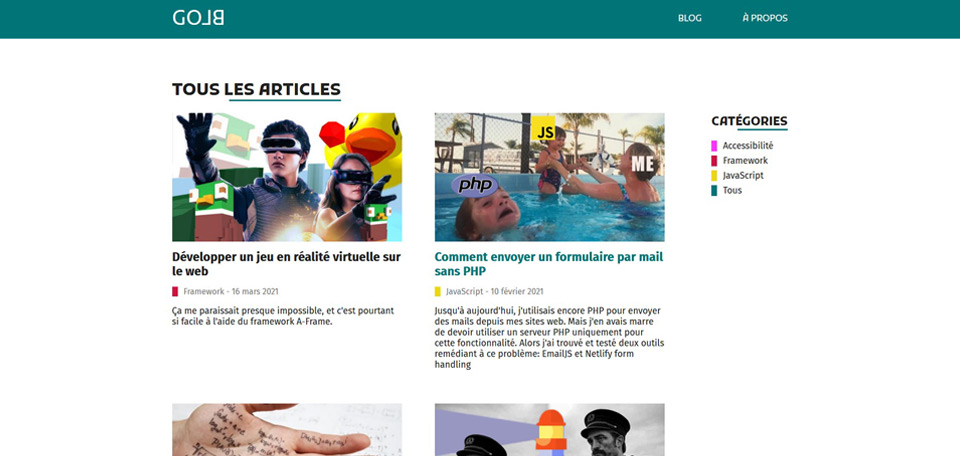 BLOG
BLOG
À PROPOS
TOUS LES ARTICLES
JS
ME
php
Développer un jeu en réalité virtuelle sur
le web
Framework - 16 mars 2021
Ça me paraissait presque impossible, et c'est pourtant
si facile à l'aide du framework A-Frame.
Comment envoyer un formulaire par mail
sans PHP
JavaScript - 10 février 2021
Jusqu'à aujourd'hui, j'utilisais encore PHP pour envoyer
des mails depuis mes sites web. Mais j'en avais marre
de devoir utiliser un serveur PHP uniquement pour
cette fonctionnalité. Alors j'ai trouvé et testé deux outils
remédiant à ce problème: EmailJS et Netlify form
handling
CATÉGORIES
Accessibilité
Framework
JavaScript
Tous